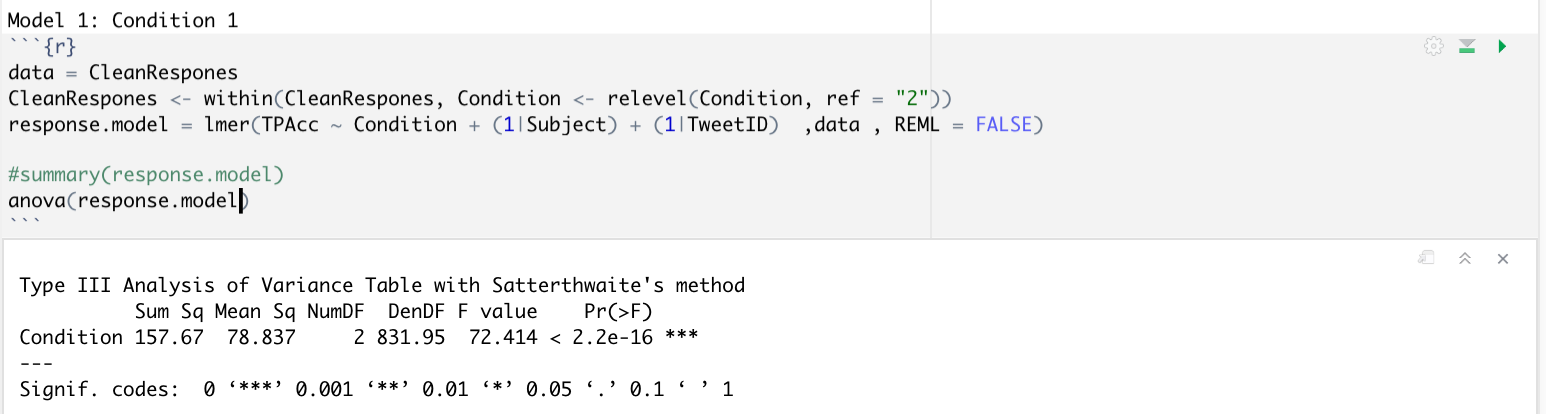 Model 1: Condition 1
```{r}
data = CleanRespones
CleanRespones <- within(CleanRespones, Condition <- relevel(Condition, ref = "2"))
response.model = lmer(TPAcc ~ Condition + (1|Subject) + (1|TweetID)  ,data , REML = FALSE)
#summary(response.model)
anova(response.model)
```
Type III Analysis of Variance Table with Satterthwaite's method
          Sum Sq Mean Sq NumDF  DenDF F value    Pr(>F)
Condition 157.67  78.837     2 831.95  72.414 < 2.2e-16 ***
---
Signif. codes:  0 ‘***’ 0.001 ‘**’ 0.01 ‘*’ 0.05 ‘.’ 0.1 ‘ ’ 1